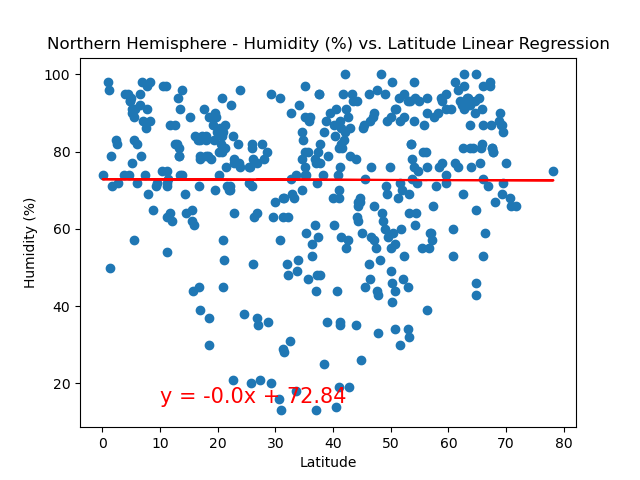 Northern Hemisphere - Humidity (%) vs. Latitude Linear Regression
100
80
60
40
20
Humidity (%)
y = -0.0x + 72.84
0 10 20 30 40 50 60 70 80
Latitude